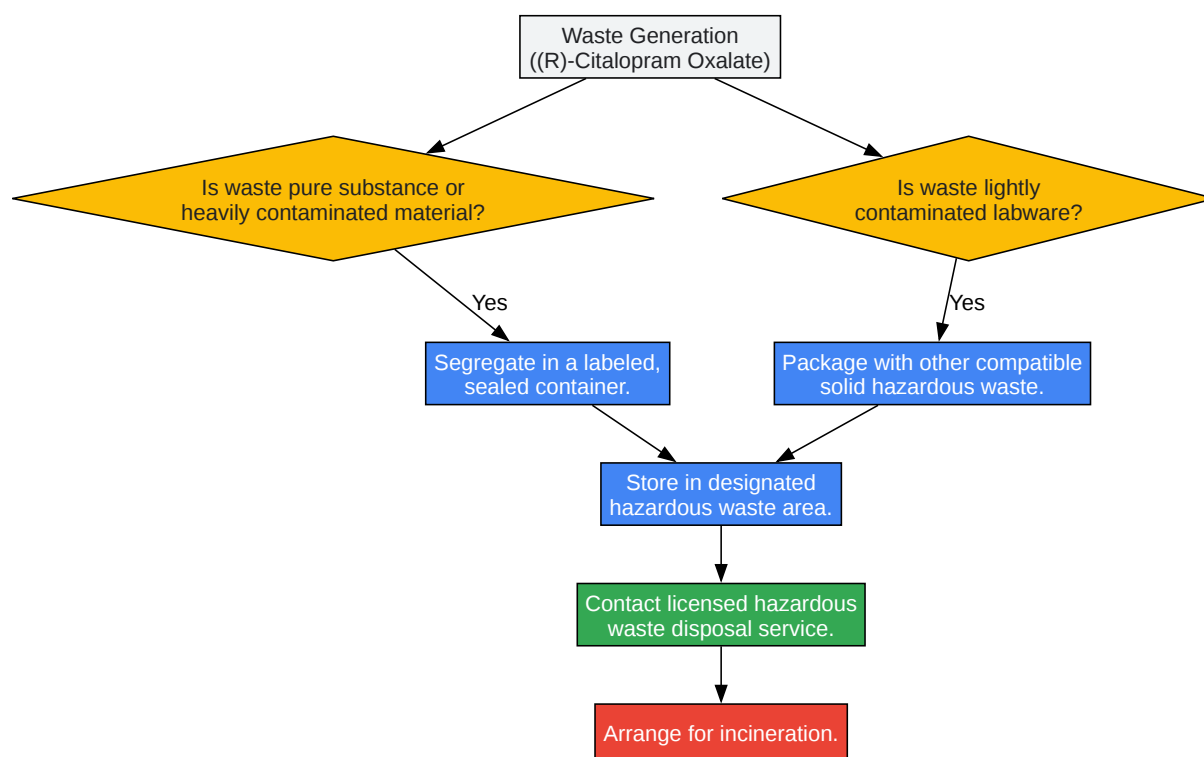 Waste Generation
((R)-Citalopram Oxalate)
Is waste pure substance or
heavily contaminated material?
Is waste lightly
contaminated labware?
Yes
Yes
Segregate in a labeled,
sealed container.
Package with other compatible
solid hazardous waste.
Store in designated
hazardous waste area.
Contact licensed hazardous
waste disposal service.
Arrange for incineration.